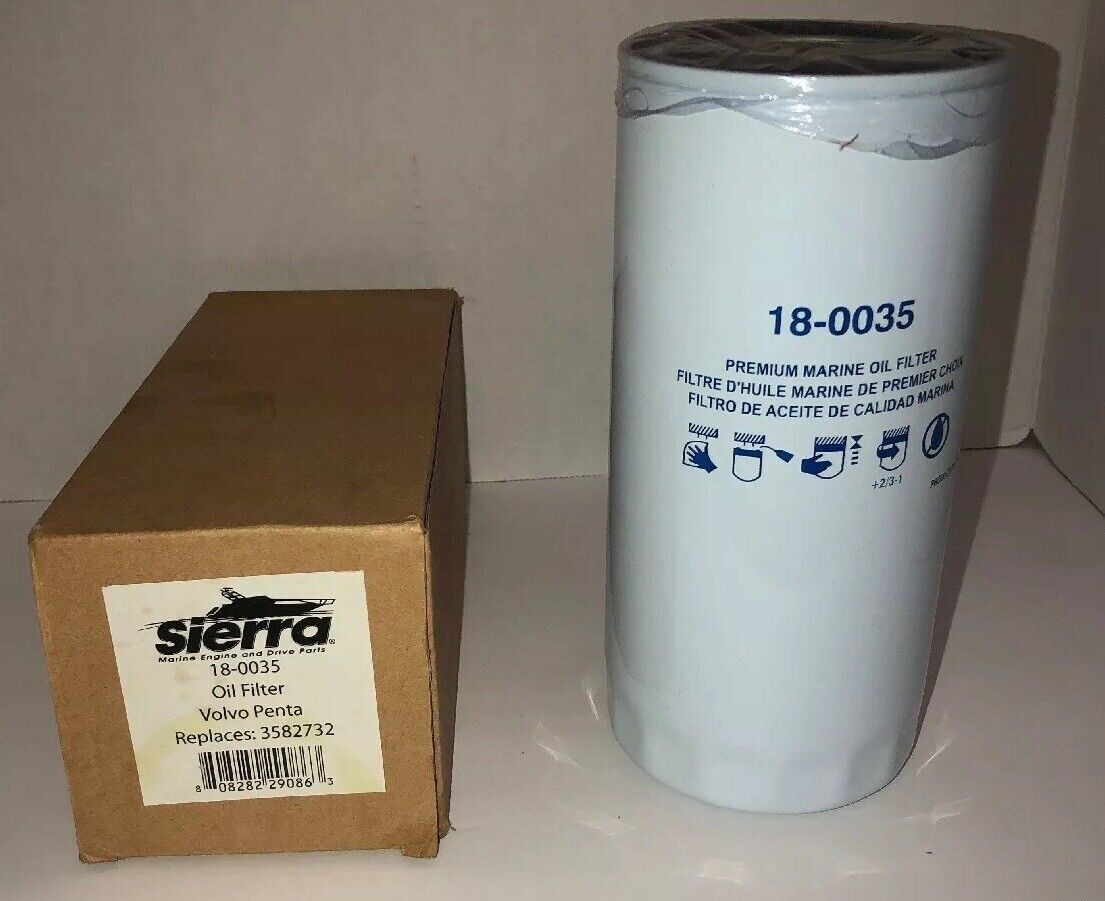 sierra®
Marine Engine and Drive Parts
18-0035
Oil Filter
Volvo Penta
Replaces: 3582732
8 08282 29086 3
18-0035
PREMIUM MARINE OIL FILTER
FILTRE D'HUILE MARINE DE PREMIER CHOIX
FILTRO DE ACEITE DE CALIDAD MARINA
+2/3-1